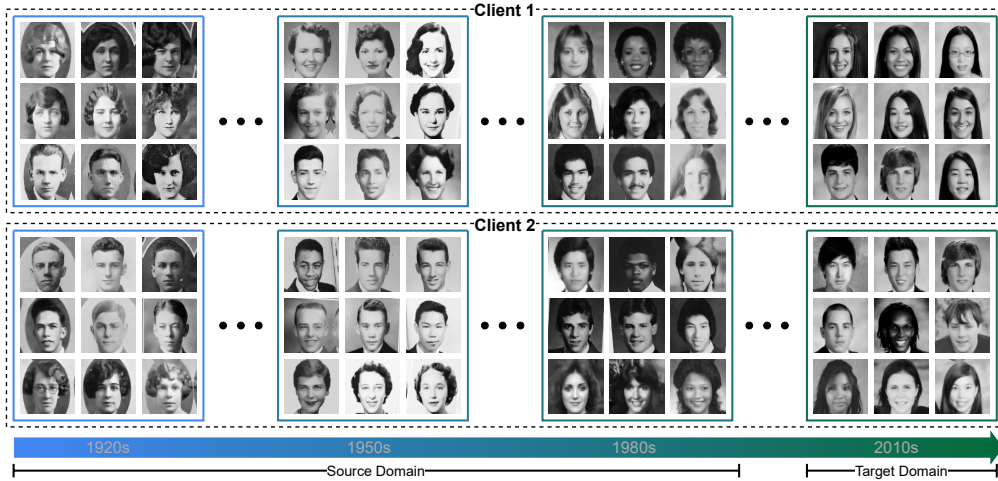 Client 1
Client 2
1920s
1950s
1980s
2010s
Source Domain
Target Domain